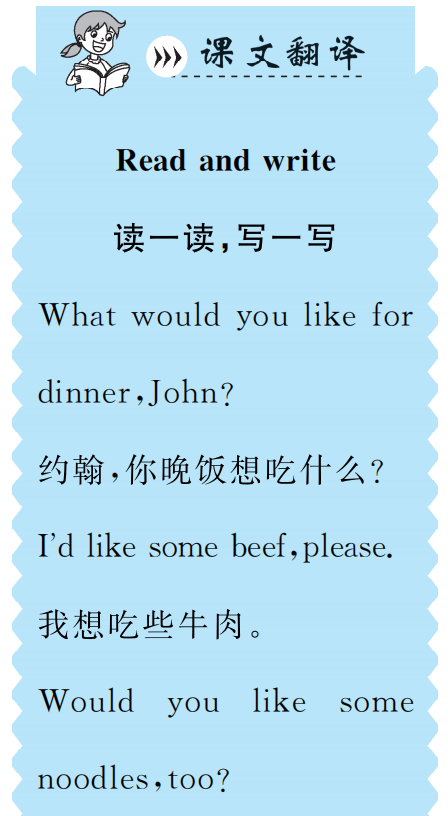 课文翻译
Read and write
读一读,写一写
What would you like for
dinner,John?
约翰,你晚饭想吃什么?
I'd like some beef,please.
我想吃些牛肉。
Would you like some
noodles,too?